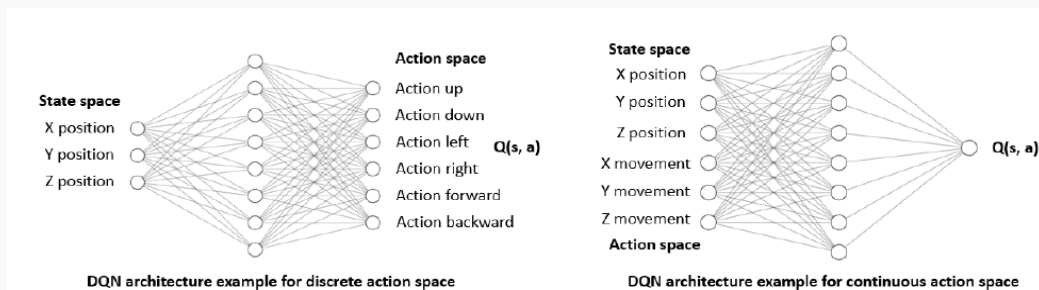 State space
X position
Y position
Z position
Action space
Action up
Action down
Action left
Action right
Action forward
Action backward
Q(s, a)
DQN architecture example for discrete action space
State space
X position
Y position
Z position
X movement
Y movement
Z movement
Action space
Q(s, a)
DQN architecture example for continuous action space